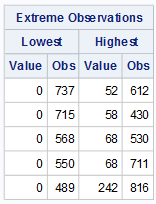 Extreme Observations
Lowest Highest
Value Obs Value Obs
0 737 52 612
0 715 58 430
0 568 68 530
0 550 68 711
0 489 242 816